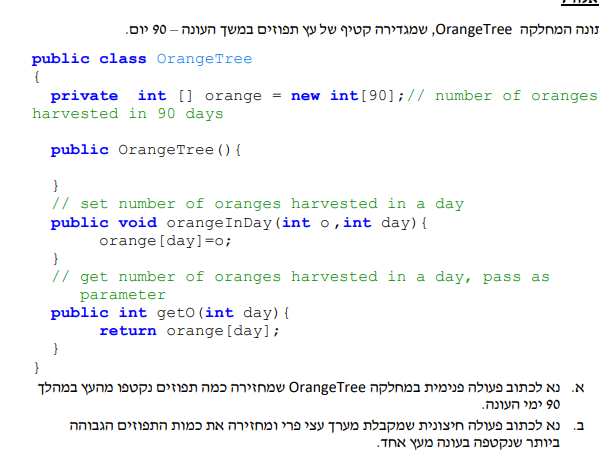 המחלקה OrangeTree, שמגדירה קטיף של עץ תפוזים במשך העונה – 90 יום.
public class OrangeTree
{
private int [] orange = new int[90];// number of oranges
harvested in 90 days
public OrangeTree(){
}
// set number of oranges harvested in a day
public void orangeInDay(int o ,int day){
orange[day]=o;
}
// get number of oranges harvested in a day, pass as
parameter
public int getO(int day){
return orange[day];
}
}
א. נא לכתוב פעולה פנימית במחלקה OrangeTree שמחזירה כמה תפוזים נקטפו מהעץ במהלך
90 ימי העונה.
ב. נא לכתוב פעולה חיצונית שמקבלת מערך עצי פרי ומחזירה את כמות התפוזים הגבוהה
ביותר שנקטפה בעונה מעץ אחד.